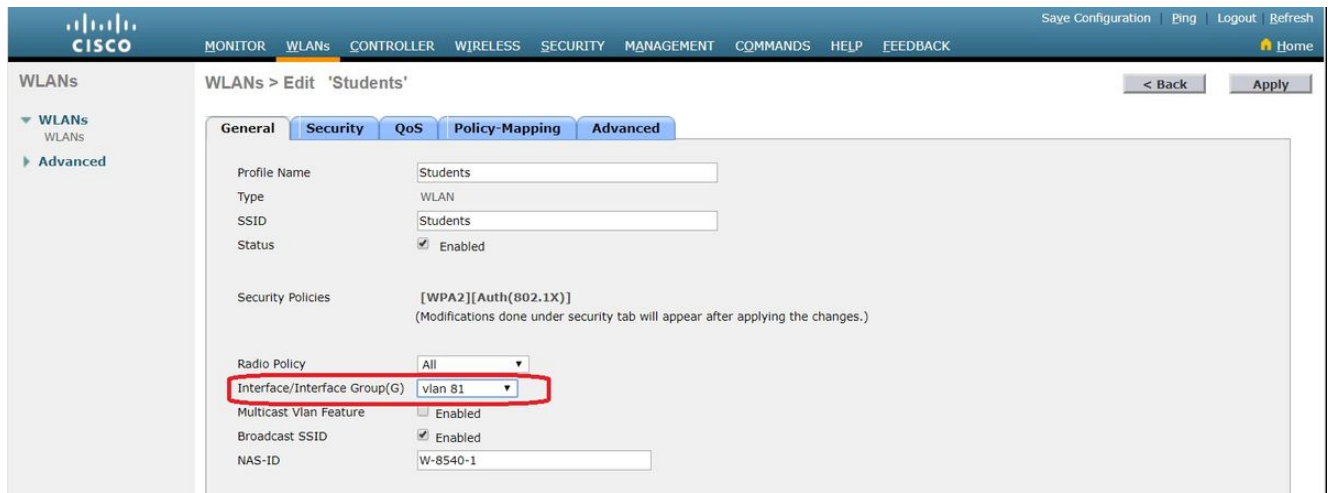 Save Configuration | Ping | Logout | Refresh
CISCO
MONITOR WLANs CONTROLLER WIRELESS SECURITY MANAGEMENT COMMANDS HELP FEEDBACK
Home
WLANs
WLANs > Edit 'Students'
< Back
Apply
WLANs
WLANs
Advanced
General Security QoS Policy-Mapping Advanced
Profile Name Students
Type WLAN
SSID Students
Status Enabled
Security Policies [WPA2][Auth(802.1X)]
(Modifications done under security tab will appear after applying the changes.)
Radio Policy All
Interface/Interface Group(G) vlan 81
Multicast Vlan Feature Enabled
Broadcast SSID Enabled
NAS-ID W-8540-1